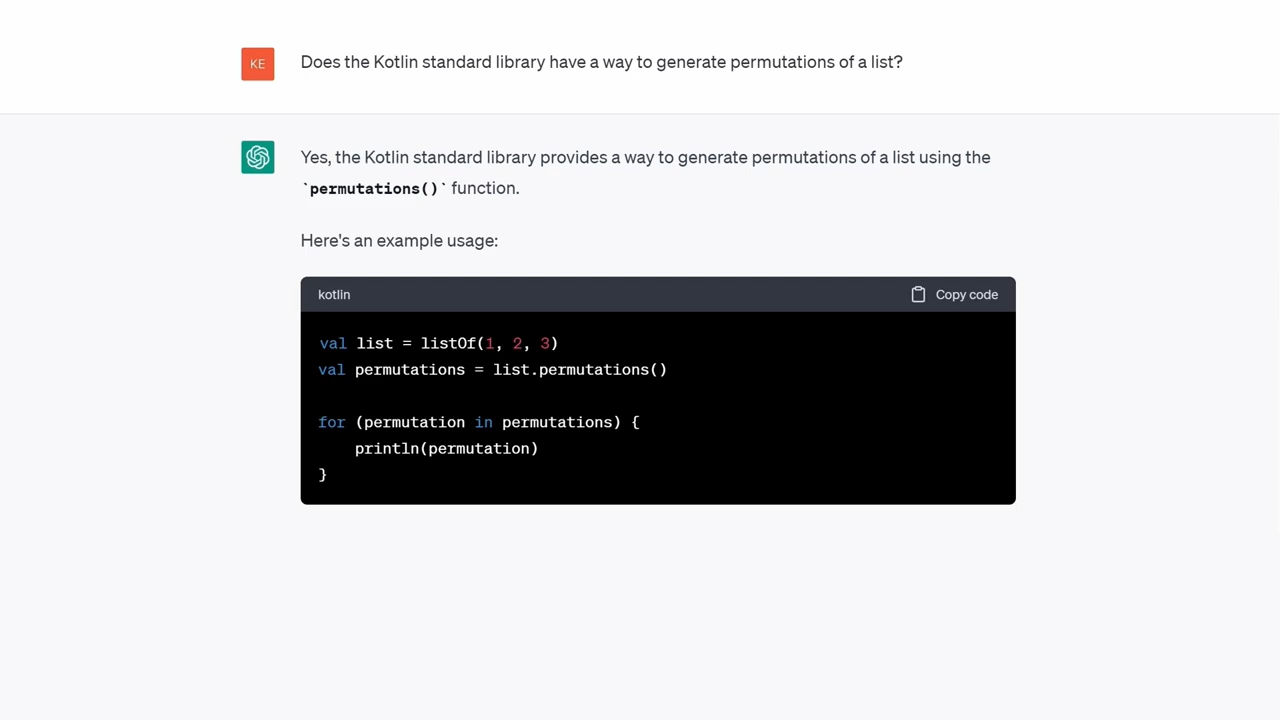 KE
Does the Kotlin standard library have a way to generate permutations of a list?
Yes, the Kotlin standard library provides a way to generate permutations of a list using the
`permutations()` function.
Here's an example usage:
kotlin
Copy code
val list = listOf(1, 2, 3)
val permutations = list.permutations()
for (permutation in permutations) {
    println(permutation)
}